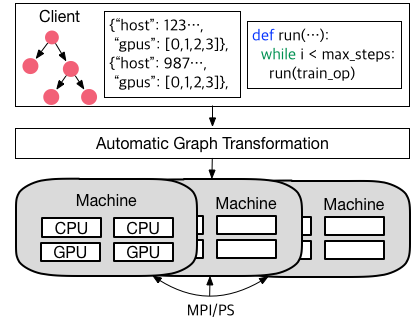 Client
{“host”: 123⋯,
“gpus”: [0,1,2,3]},
{“host”: 987⋯,
“gpus”: [0,1,2,3]},
def run(⋯):
while i < max_steps:
run(train_op)
Automatic Graph Transformation
Machine
Machine
Machine
CPU
CPU
GPU
GPU
MPI/PS